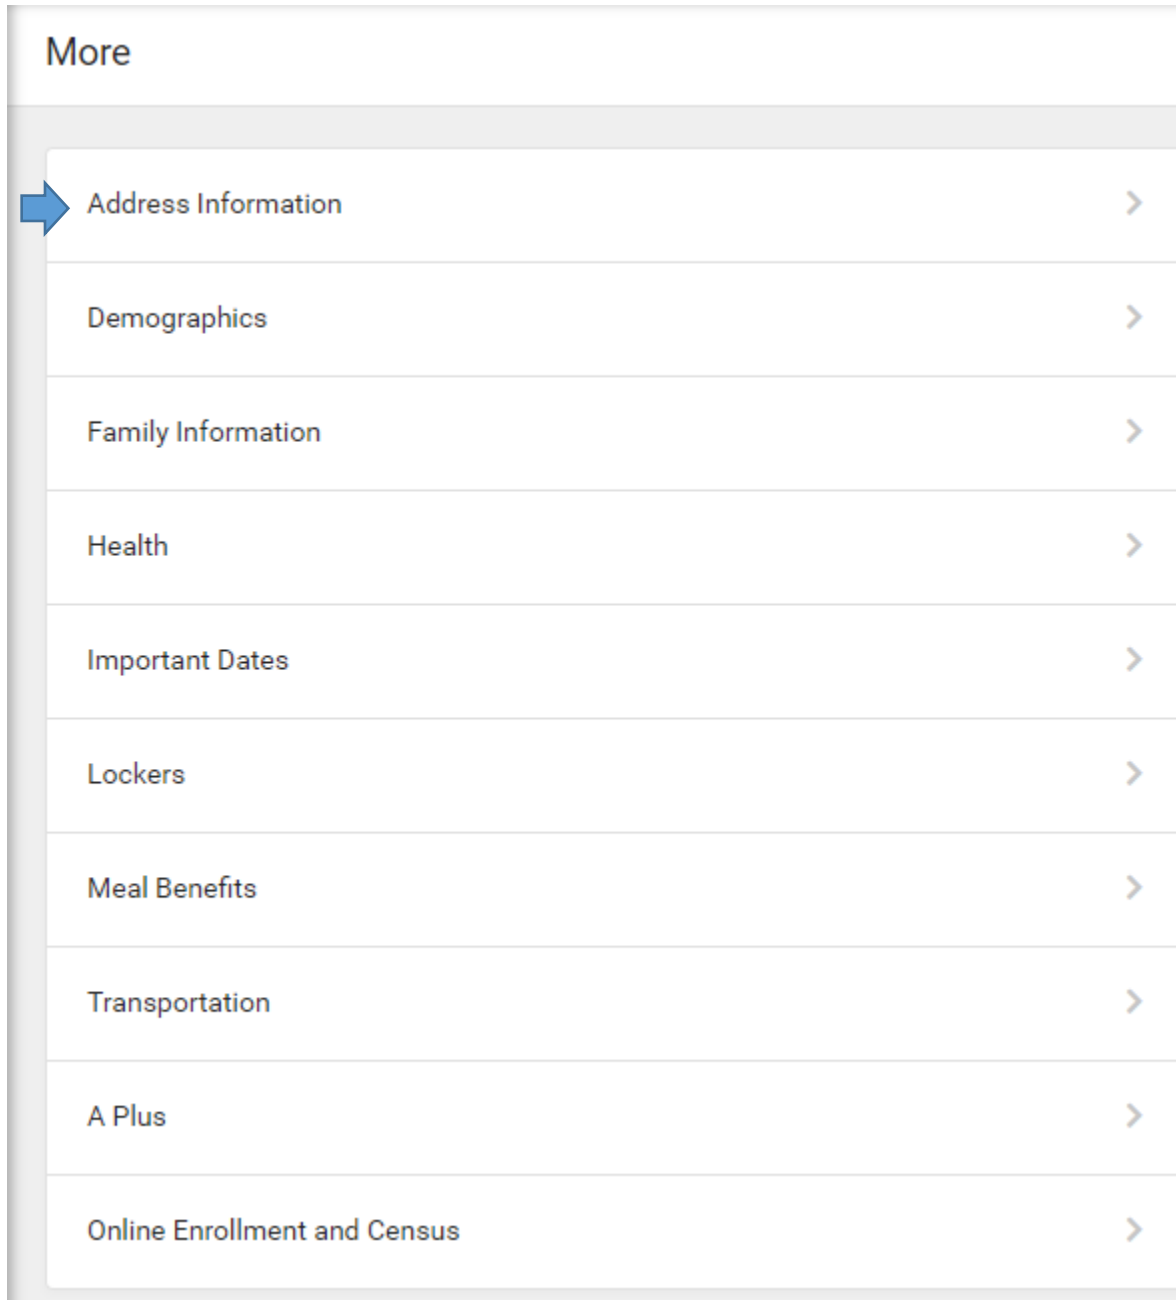 More
Address Information
Demographics
Family Information
Health
Important Dates
Lockers
Meal Benefits
Transportation
A Plus
Online Enrollment and Census